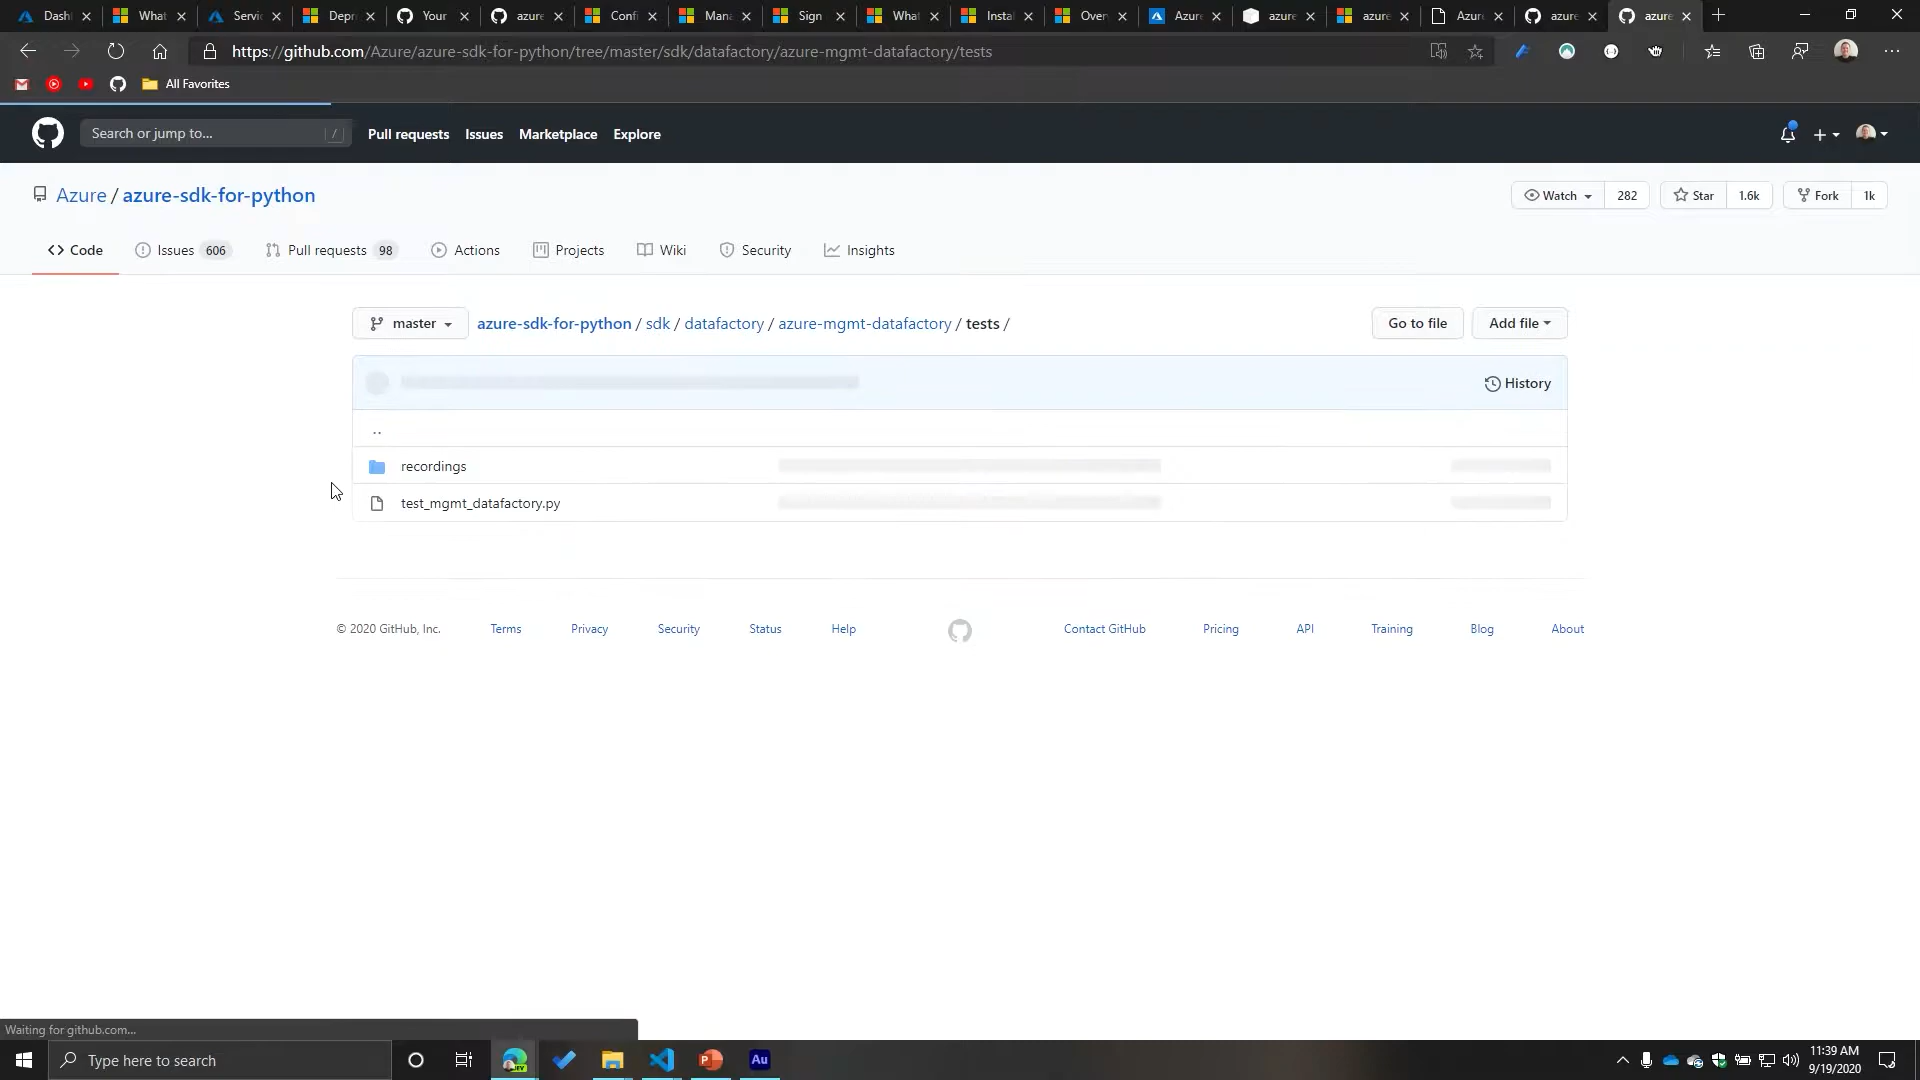 Dash What Servic Depr Your azure Confi Man Sign What Instal Over Azure azure azure Azur azure azure
https://github.com/Azure/azure-sdk-for-python/tree/master/sdk/datafactory/azure-mgmt-datafactory/tests
All Favorites
Search or jump to... / Pull requests Issues Marketplace Explore
Azure / azure-sdk-for-python Watch 282 Star 1.6k Fork 1k
Code Issues 606 Pull requests 98 Actions Projects Wiki Security Insights
master azure-sdk-for-python / sdk / datafactory / azure-mgmt-datafactory / tests / Go to file Add file
History
..
recordings
test_mgmt_datafactory.py
© 2020 GitHub, Inc. Terms Privacy Security Status Help Contact GitHub Pricing API Training Blog About
Waiting for github.com...
Type here to search Au 11:39 AM
9/19/2020